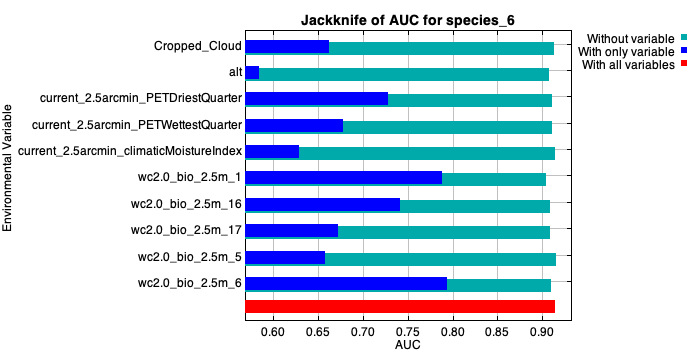 Jackknife of AUC for species_6
Without variable
With only variable
With all variables
Environmental Variable
Cropped_Cloud
alt
current_2.5arcmin_PETDriestQuarter
current_2.5arcmin_PETWettestQuarter
current_2.5arcmin_climaticMoistureIndex
wc2.0_bio_2.5m_1
wc2.0_bio_2.5m_16
wc2.0_bio_2.5m_17
wc2.0_bio_2.5m_5
wc2.0_bio_2.5m_6
0.60 0.65 0.70 0.75 0.80 0.85 0.90
AUC